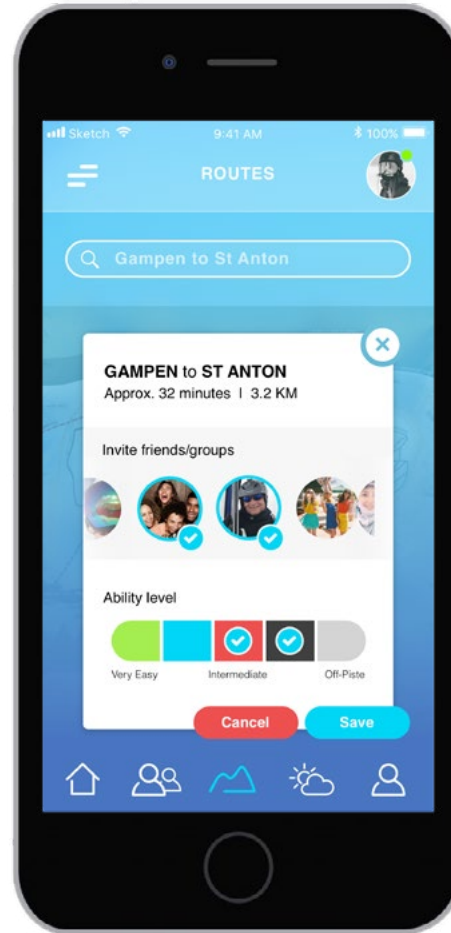 Sketch 9:41 AM 100%
ROUTES
Gampen to St Anton
GAMPEN to ST ANTON
Approx. 32 minutes I 3.2 KM
Invite friends/groups
Ability level
Very Easy Intermediate Off-Piste
Cancel Save